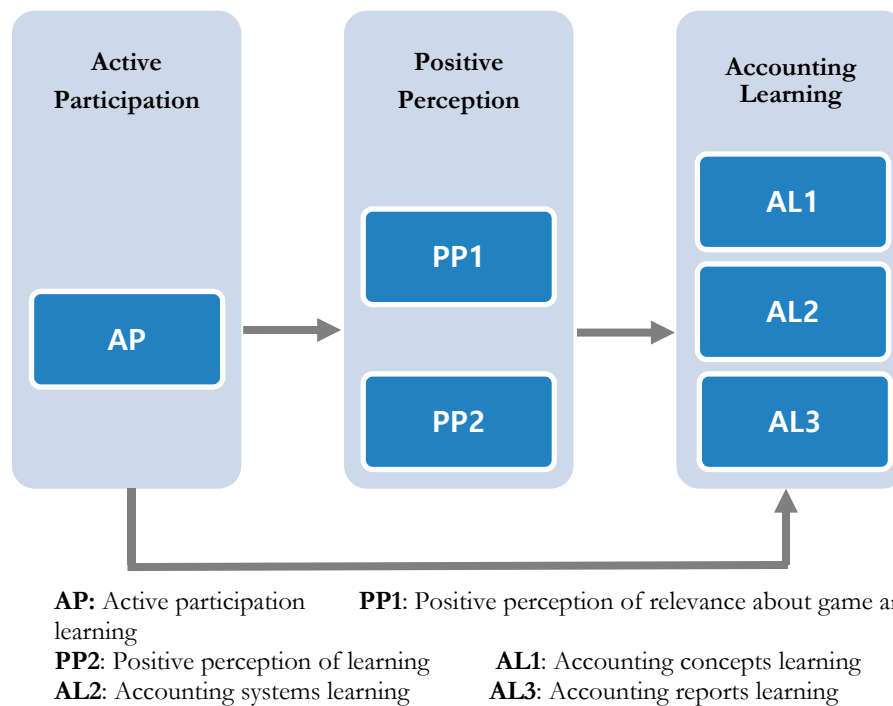 Active
Participation
Positive
Perception
Accounting
Learning
AP
PP1
PP2
AL1
AL2
AL3
AP: Active participation PP1: Positive perception of relevance about game
learning
PP2: Positive perception of learning AL1: Accounting concepts learning
AL2: Accounting systems learning AL3: Accounting reports learning